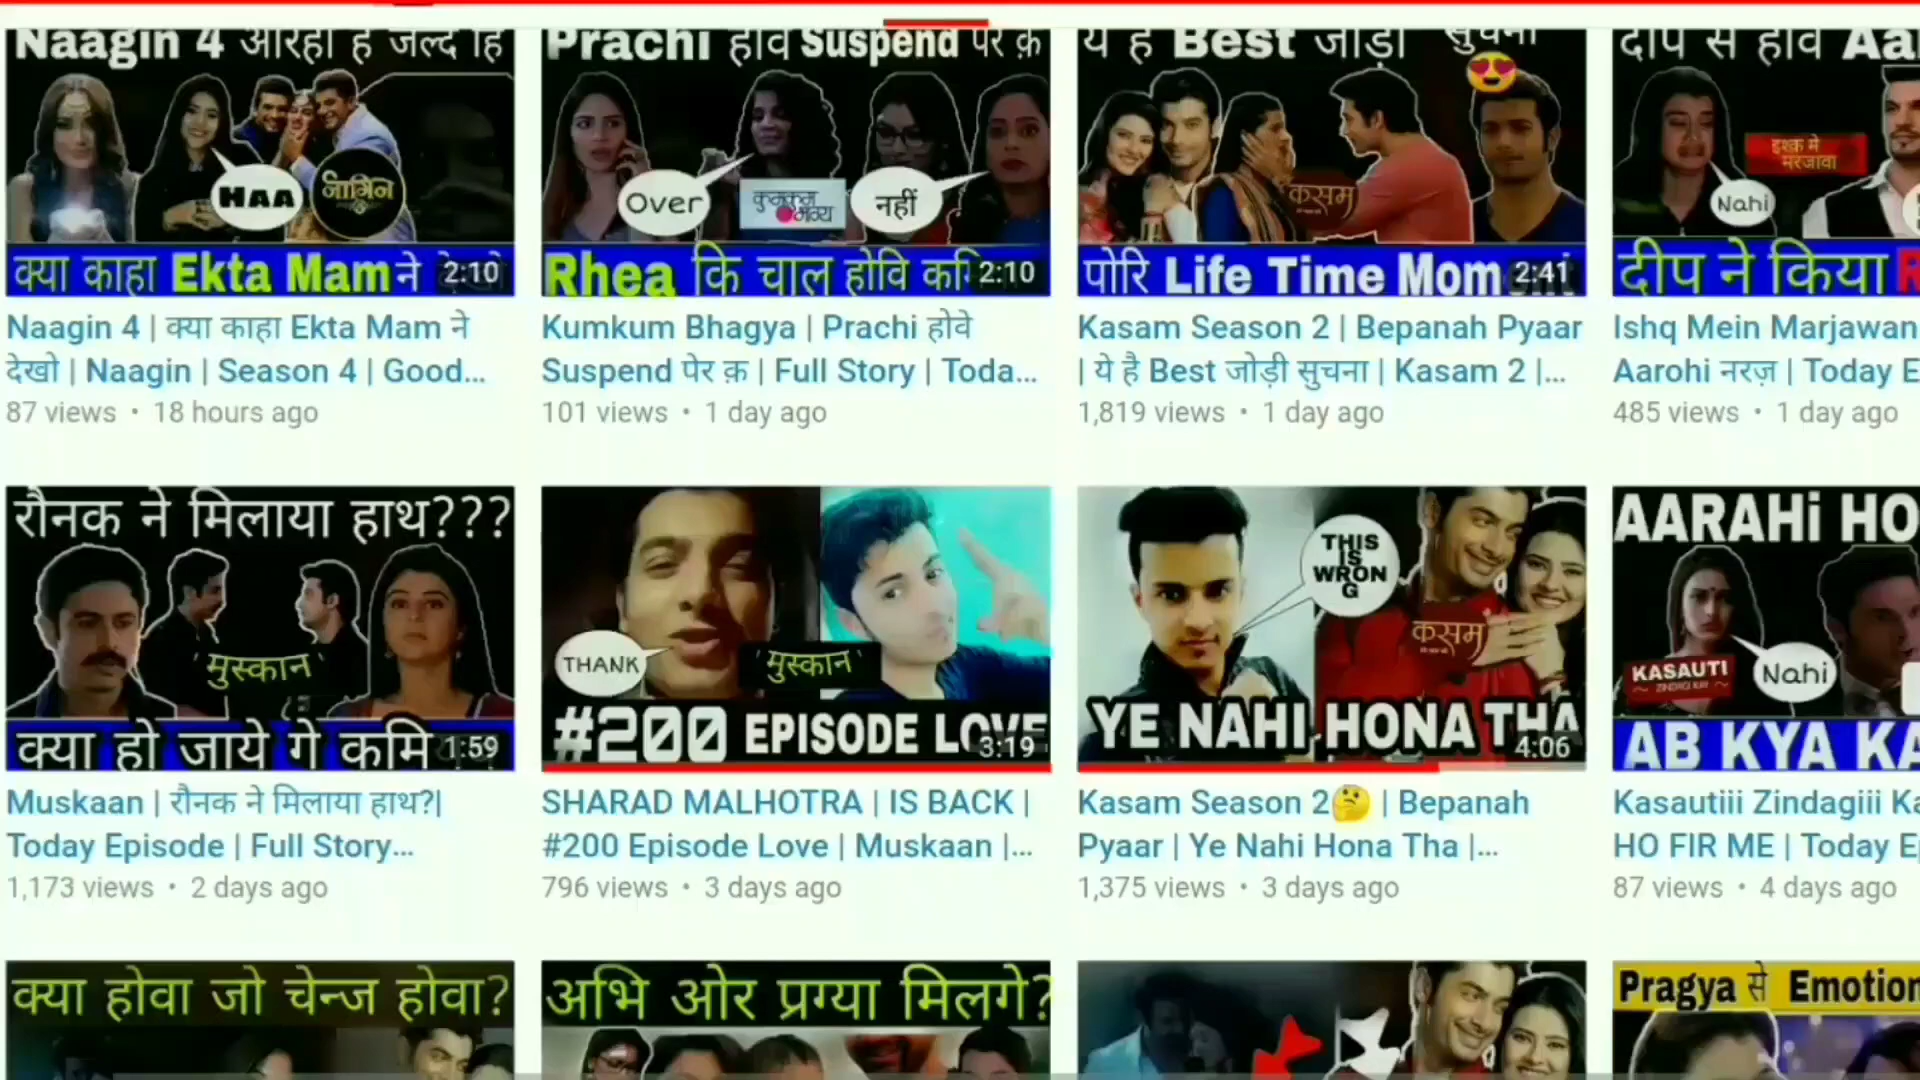 Naagin 4 आरहा है जल्द हि
HAA
नागिन
क्या काहा Ekta Mam ने
2:10
Naagin 4 | क्या काहा Ekta Mam ने
देखो | Naagin | Season 4 | Good...
87 views • 18 hours ago
Prachi होवे Suspend पेर क़
Over
कुमकुम
भाग्य
नहीं
Rhea कि चाल होवि
2:10
Kumkum Bhagya | Prachi होवे
Suspend पेर क़ | Full Story | Toda...
101 views • 1 day ago
ये है Best जोड़ी सुचना
कसम
पोरि Life Time Mom
2:41
Kasam Season 2 | Bepanah Pyaar
| ये है Best जोड़ी सुचना | Kasam 2 |...
1,819 views • 1 day ago
दीप से होवे
इश्क़ में
मरजावां
Nahi
दीप ने किया
Ishq Mein Marjawan
Aarohi नरज़ | Today E
485 views • 1 day ago
रौनक ने मिलाया हाथ???
मुस्कान
क्या हो जाये गे कमि
1:59
Muskaan | रौनक ने मिलाया हाथ?|
Today Episode | Full Story...
1,173 views • 2 days ago
THANK
मुस्कान
#200 EPISODE LOVE
3:19
SHARAD MALHOTRA | IS BACK |
#200 Episode Love | Muskaan |...
796 views • 3 days ago
THIS
IS
WRON
G
कसम
YE NAHI HONA THA
4:06
Kasam Season 2🤔 | Bepanah
Pyaar | Ye Nahi Hona Tha |...
1,375 views • 3 days ago
AARAHi HO
KASAUTI
ZINDAGII KAY
Nahi
AB KYA KA
Kasautiii Zindagiii Ka
HO FIR ME | Today E
87 views • 4 days ago
क्या होवा जो चेन्ज होवा?
अभि ओर प्रग्या मिलगे?
Pragya से Emotion